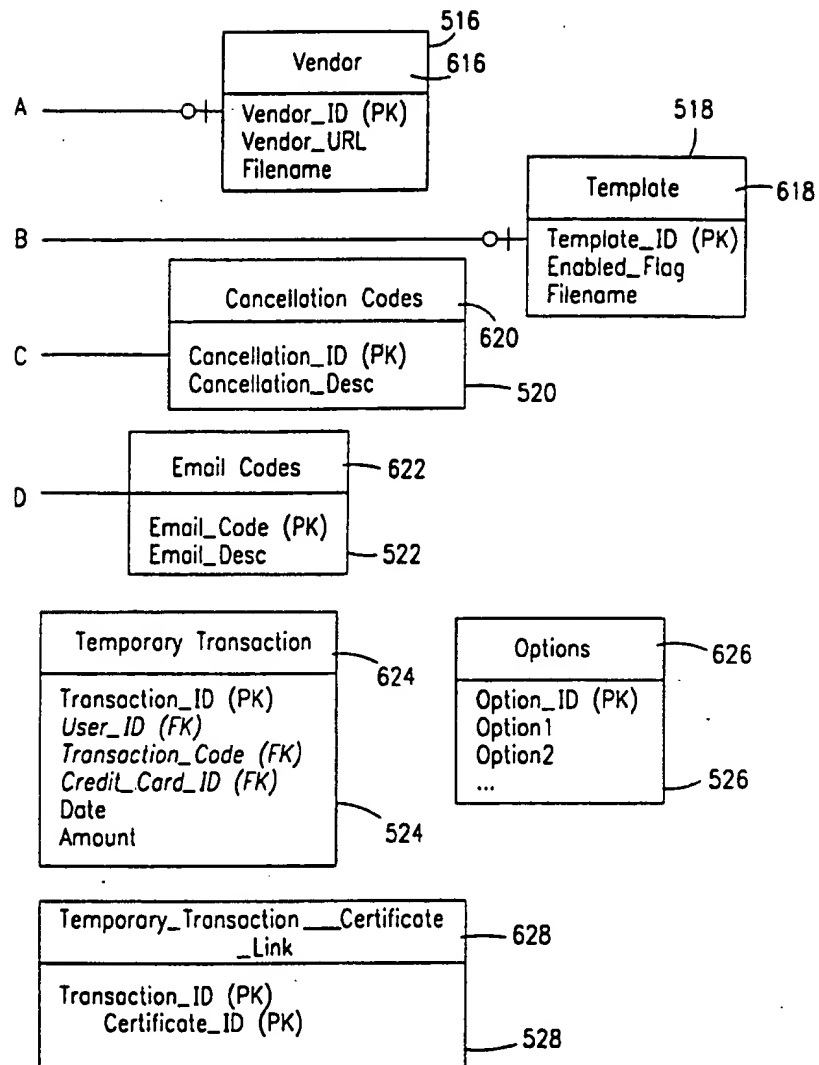 516
Vendor
616
A
Vendor_ID (PK)
Vendor_URL
Filename
518
Template
618
B
Template_ID (PK)
Enabled_Flag
Filename
Cancellation Codes
620
C
Cancellation_ID (PK)
Cancellation_Desc
520
Email Codes
622
D
Email_Code (PK)
Email_Desc
522
Temporary Transaction
624
Transaction_ID (PK)
User_ID (FK)
Transaction_Code (FK)
Credit_Card_ID (FK)
Date
Amount
524
Options
626
Option_ID (PK)
Option1
Option2
...
526
Temporary_Transaction___Certificate
_Link
628
Transaction_ID (PK)
Certificate_ID (PK)
528